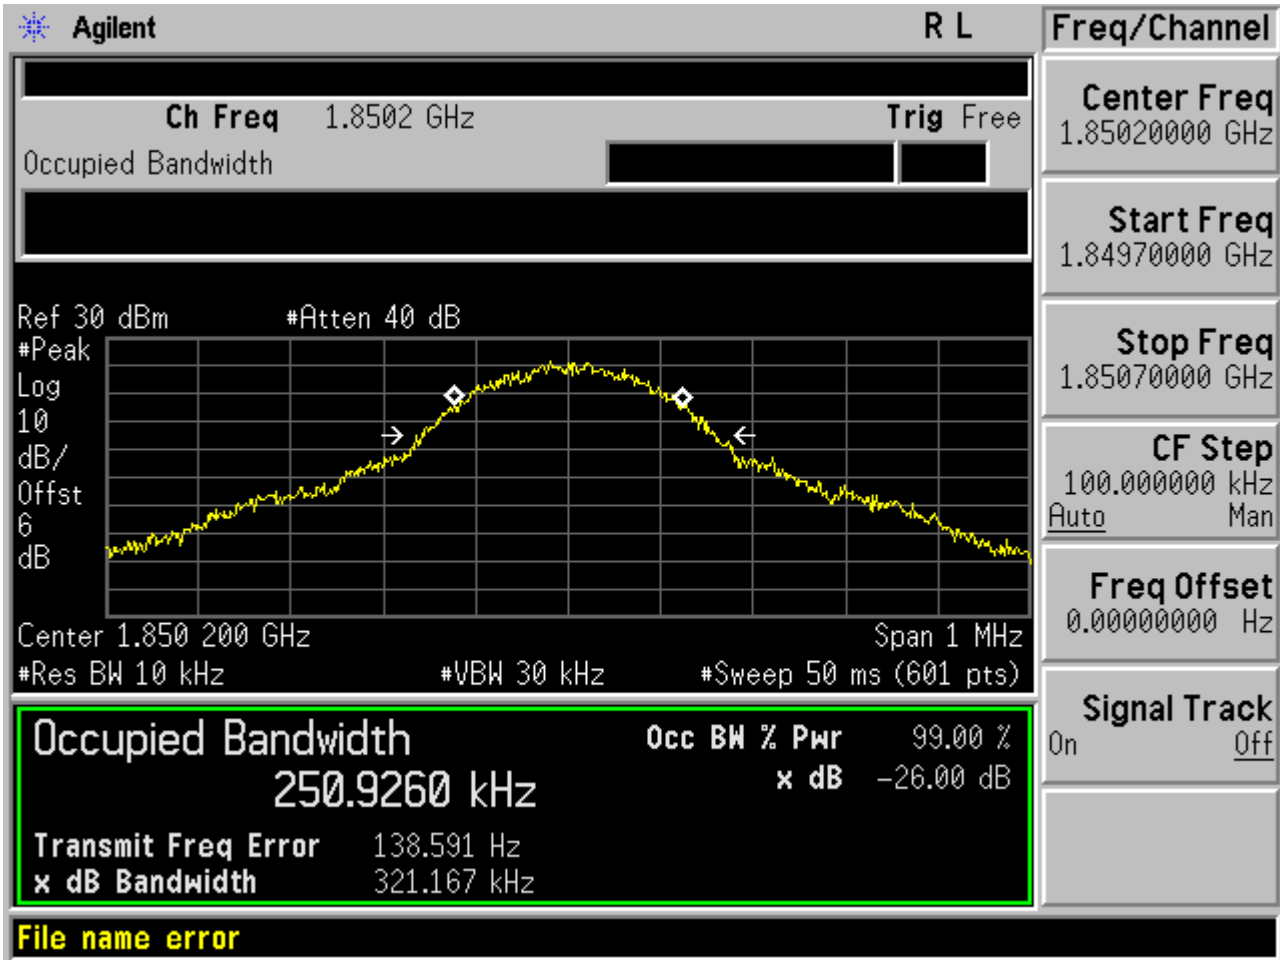 Agilent R L Freq/Channel
Ch Freq 1.8502 GHz Trig Free
Occupied Bandwidth
Center Freq
1.85020000 GHz
Start Freq
1.84970000 GHz
Stop Freq
1.85070000 GHz
CF Step
100.000000 kHz
Auto Man
Freq Offset
0.00000000 Hz
Signal Track
On Off
Ref 30 dBm #Atten 40 dB
#Peak
Log
10
dB/
Offst
6
dB
Center 1.850 200 GHz Span 1 MHz
#Res BW 10 kHz #VBW 30 kHz #Sweep 50 ms (601 pts)
Occupied Bandwidth
250.9260 kHz
Occ BW % Pwr 99.00 %
x dB -26.00 dB
Transmit Freq Error 138.591 Hz
x dB Bandwidth 321.167 kHz
File name error